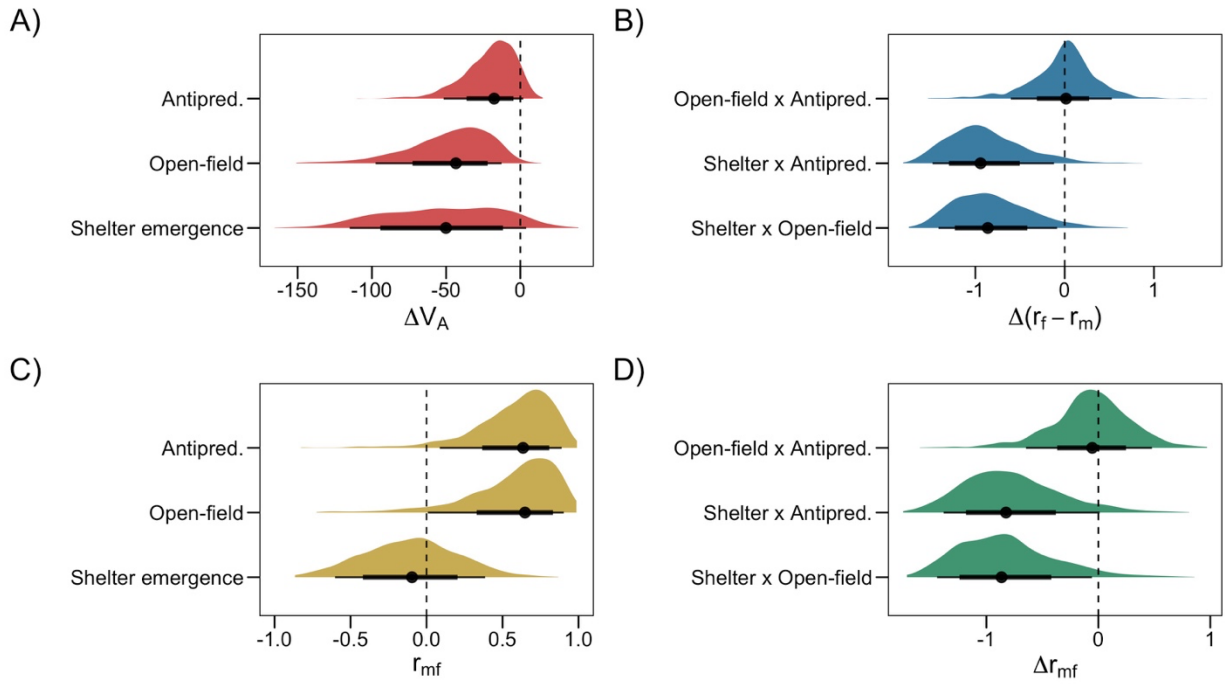 A)
Antipred.
Open-field
Shelter emergence
-150 -100 -50 0
ΔV_A
B)
Open-field x Antipred.
Shelter x Antipred.
Shelter x Open-field
-1 0 1
Δ(r_f – r_m)
C)
Antipred.
Open-field
Shelter emergence
-1.0 -0.5 0.0 0.5 1.0
r_mf
D)
Open-field x Antipred.
Shelter x Antipred.
Shelter x Open-field
-1 0 1
Δr_mf